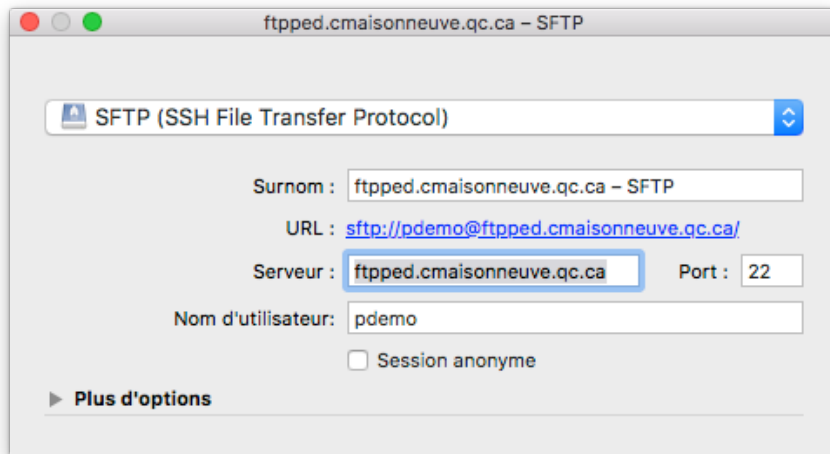 ftpped.cmaisonneuve.qc.ca – SFTP
SFTP (SSH File Transfer Protocol)
Surnom : ftpped.cmaisonneuve.qc.ca – SFTP
URL : sftp://pdemo@ftpped.cmaisonneuve.qc.ca/
Serveur : ftpped.cmaisonneuve.qc.ca Port : 22
Nom d'utilisateur: pdemo
Session anonyme
Plus d'options